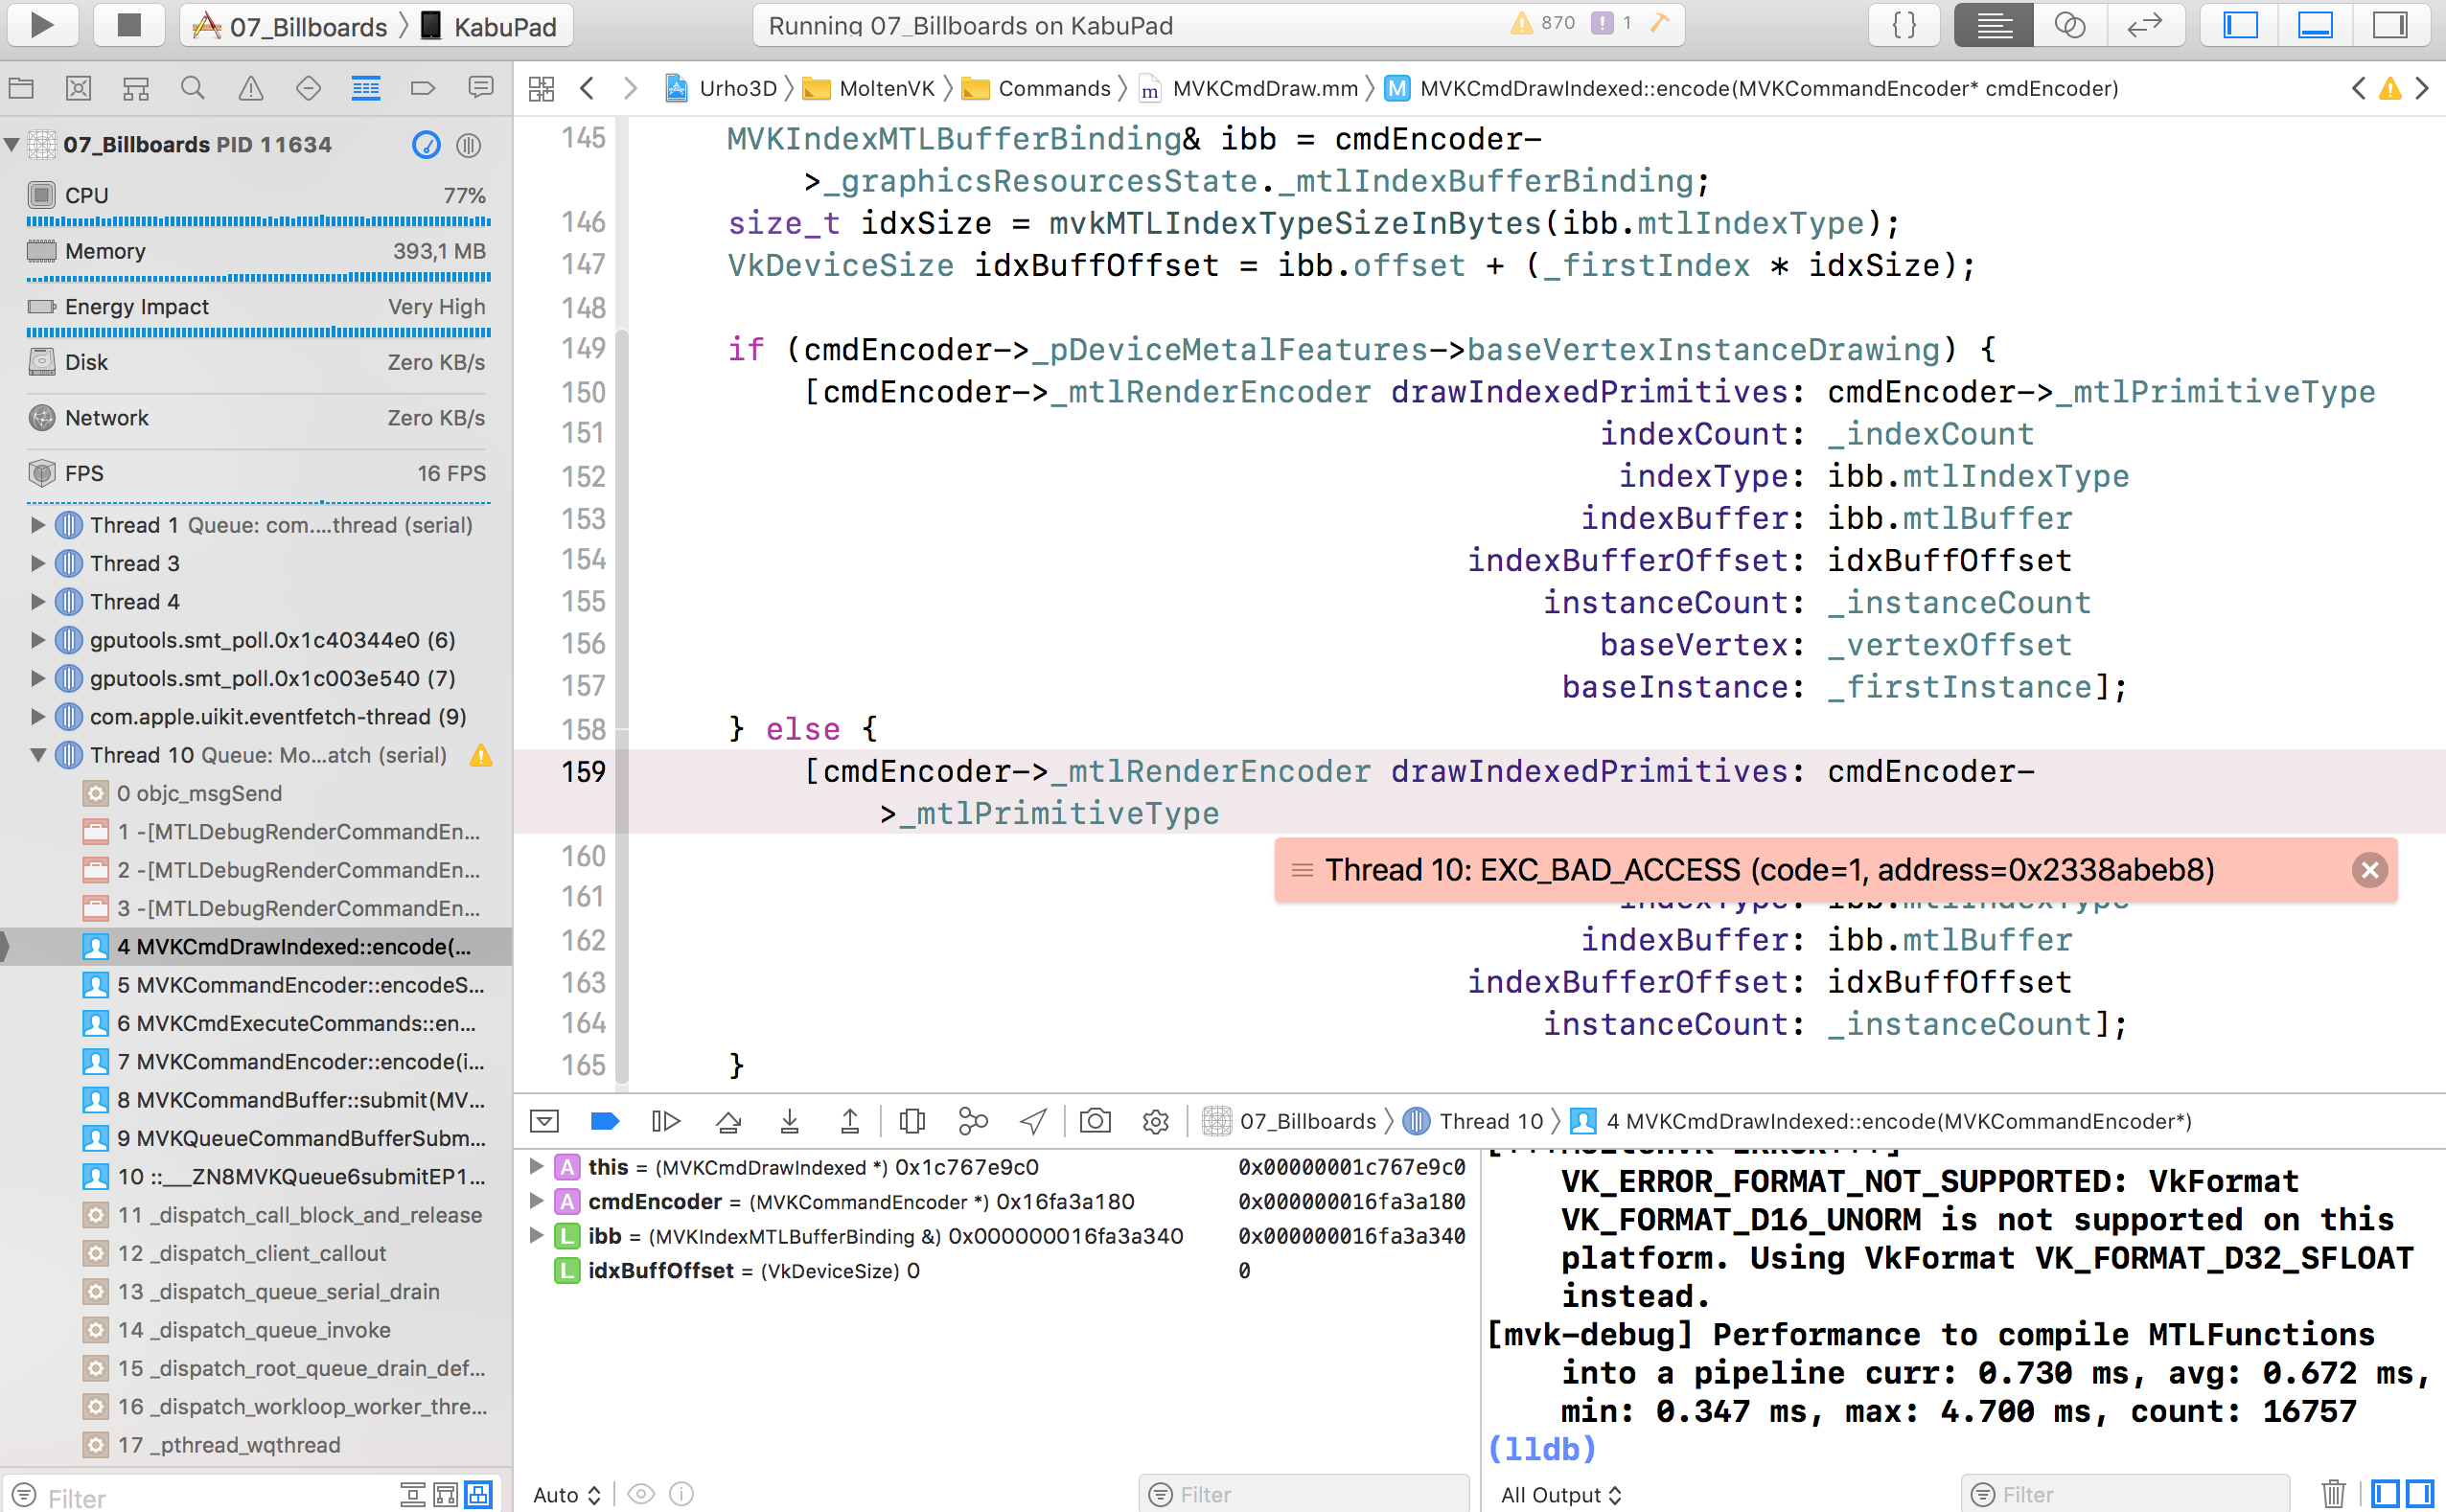 07_Billboards 〉 KabuPad
Running 07_Billboards on KabuPad
870
1
{ }
Urho3D 〉 MoltenVK 〉 Commands 〉 m MVKCmdDraw.mm 〉 M MVKCmdDrawIndexed::encode(MVKCommandEncoder* cmdEncoder)
07_Billboards PID 11634
CPU 77%
Memory 393,1 MB
Energy Impact Very High
Disk Zero KB/s
Network Zero KB/s
FPS 16 FPS
Thread 1 Queue: com....thread (serial)
Thread 3
Thread 4
gputools.smt_poll.0x1c40344e0 (6)
gputools.smt_poll.0x1c003e540 (7)
com.apple.uikit.eventfetch-thread (9)
Thread 10 Queue: Mo...atch (serial)
0 objc_msgSend
1 -[MTLDebugRenderCommandEn...
2 -[MTLDebugRenderCommandEn...
3 -[MTLDebugRenderCommandEn...
4 MVKCmdDrawIndexed::encode(...
5 MVKCommandEncoder::encodeS...
6 MVKCmdExecuteCommands::en...
7 MVKCommandEncoder::encode(i...
8 MVKCommandBuffer::submit(MV...
9 MVKQueueCommandBufferSubm...
10 ::___ZN8MVKQueue6submitEP1...
11 _dispatch_call_block_and_release
12 _dispatch_client_callout
13 _dispatch_queue_serial_drain
14 _dispatch_queue_invoke
15 _dispatch_root_queue_drain_def...
16 _dispatch_workloop_worker_thre...
17 _pthread_wqthread
Filter
145 MVKIndexMTLBufferBinding& ibb = cmdEncoder-
>_graphicsResourcesState._mtlIndexBufferBinding;
146 size_t idxSize = mvkMTLIndexTypeSizeInBytes(ibb.mtlIndexType);
147 VkDeviceSize idxBuffOffset = ibb.offset + (_firstIndex * idxSize);
148
149 if (cmdEncoder->_pDeviceMetalFeatures->baseVertexInstanceDrawing) {
150 [cmdEncoder->_mtlRenderEncoder drawIndexedPrimitives: cmdEncoder->_mtlPrimitiveType
151 indexCount: _indexCount
152 indexType: ibb.mtlIndexType
153 indexBuffer: ibb.mtlBuffer
154 indexBufferOffset: idxBuffOffset
155 instanceCount: _instanceCount
156 baseVertex: _vertexOffset
157 baseInstance: _firstInstance];
158 } else {
159 [cmdEncoder->_mtlRenderEncoder drawIndexedPrimitives: cmdEncoder-
>_mtlPrimitiveType
160
Thread 10: EXC_BAD_ACCESS (code=1, address=0x2338abeb8)
161 indexType: ibb.mtlIndexType
162 indexBuffer: ibb.mtlBuffer
163 indexBufferOffset: idxBuffOffset
164 instanceCount: _instanceCount];
165 }
07_Billboards 〉 Thread 10 〉 4 MVKCmdDrawIndexed::encode(MVKCommandEncoder*)
A this = (MVKCmdDrawIndexed *) 0x1c767e9c0 0x00000001c767e9c0
A cmdEncoder = (MVKCommandEncoder *) 0x16fa3a180 0x000000016fa3a180
L ibb = (MVKIndexMTLBufferBinding &) 0x000000016fa3a340 0x000000016fa3a340
L idxBuffOffset = (VkDeviceSize) 0 0
Auto
Filter
[***MoltenVK ERROR***]
VK_ERROR_FORMAT_NOT_SUPPORTED: VkFormat
VK_FORMAT_D16_UNORM is not supported on this
platform. Using VkFormat VK_FORMAT_D32_SFLOAT
instead.
[mvk-debug] Performance to compile MTLFunctions
into a pipeline curr: 0.730 ms, avg: 0.672 ms,
min: 0.347 ms, max: 4.700 ms, count: 16757
(lldb)
All Output
Filter